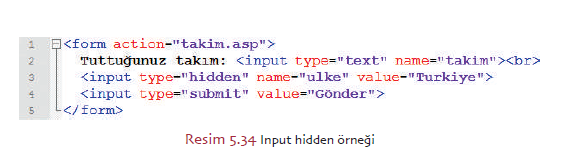 1 <form action="takim.asp">
2 Tuttuğunuz takım: <input type="text" name="takim"><br>
3 <input type="hidden" name="ulke" value="Turkiye">
4 <input type="submit" value="Gönder">
5 </form>
Resim 5.34 Input hidden örneği